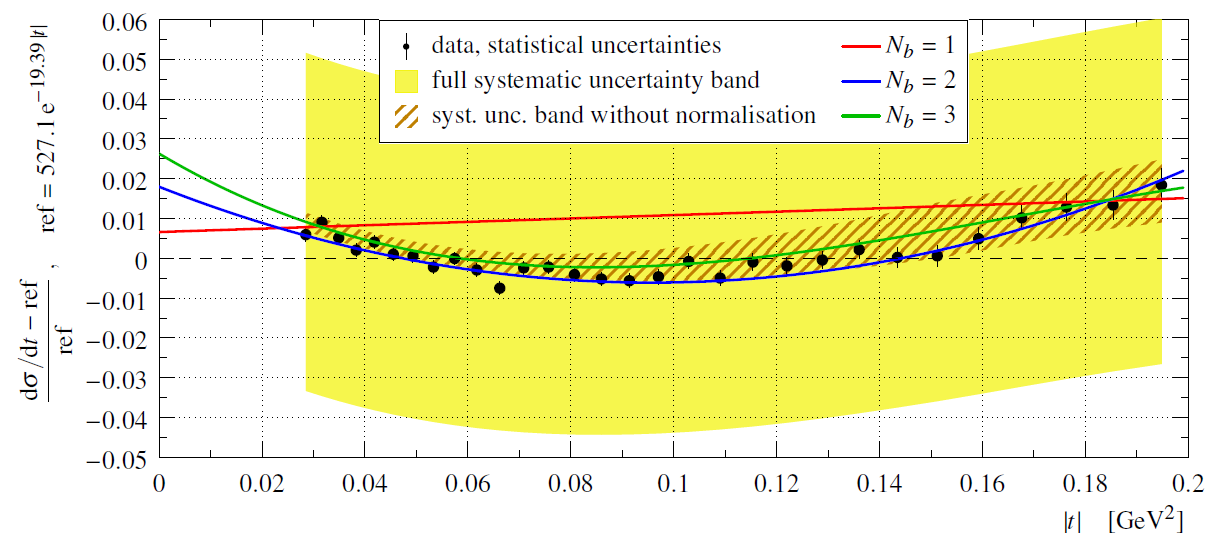 dσ/dt − ref
ref
, ref = 527.1 e^−19.39|t|
0.06
0.05
0.04
0.03
0.02
0.01
0
−0.01
−0.02
−0.03
−0.04
−0.05
data, statistical uncertainties
full systematic uncertainty band
syst. unc. band without normalisation
N_b = 1
N_b = 2
N_b = 3
0 0.02 0.04 0.06 0.08 0.1 0.12 0.14 0.16 0.18 0.2
|t| [GeV²]